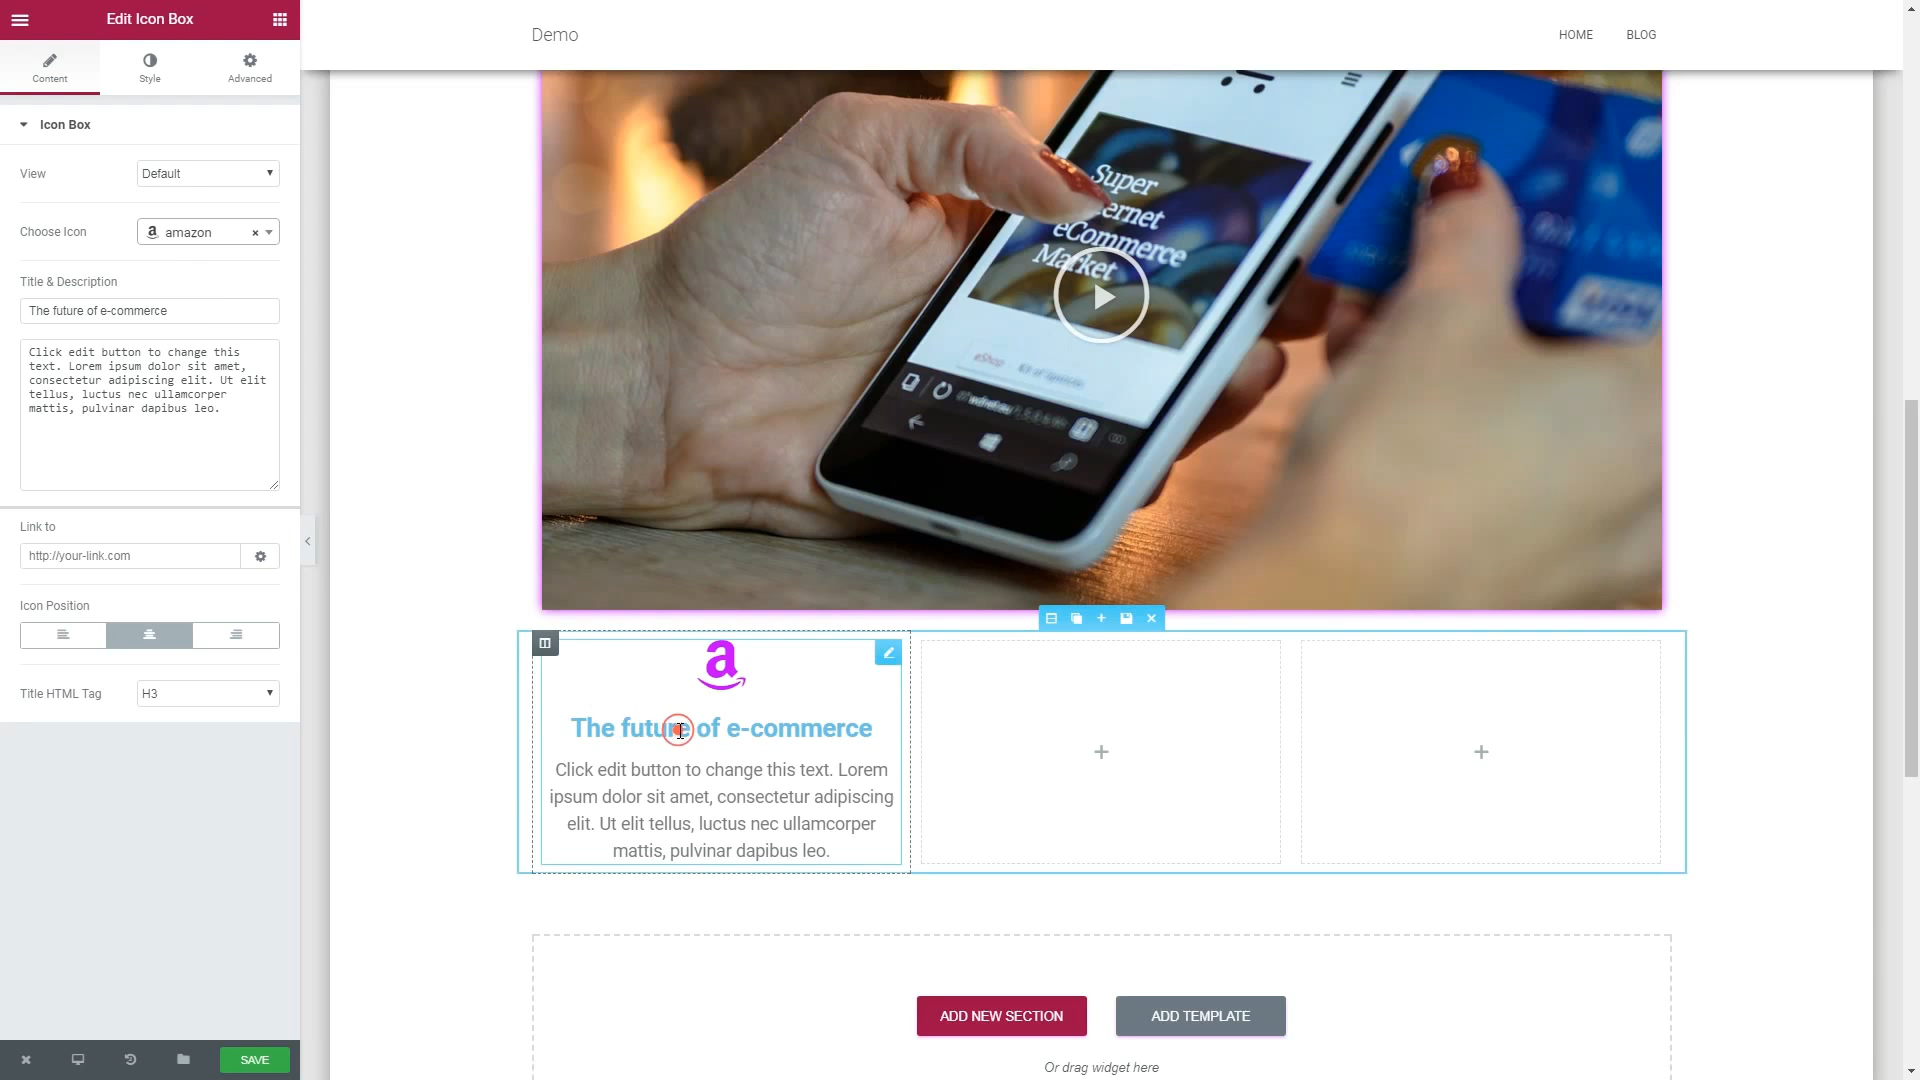 Edit Icon Box
Content
Style
Advanced
Icon Box
View
Default
Choose Icon
amazon
Title & Description
The future of e-commerce
Click edit button to change this
text. Lorem ipsum dolor sit amet,
consectetur adipiscing elit. Ut elit
tellus, luctus nec ullamcorper
mattis, pulvinar dapibus leo.
Link to
http://your-link.com
Icon Position
Title HTML Tag
H3
SAVE
Demo
HOME
BLOG
Super
eCommerce
Market
eShop
The future of e-commerce
Click edit button to change this text. Lorem
ipsum dolor sit amet, consectetur adipiscing
elit. Ut elit tellus, luctus nec ullamcorper
mattis, pulvinar dapibus leo.
ADD NEW SECTION
ADD TEMPLATE
Or drag widget here